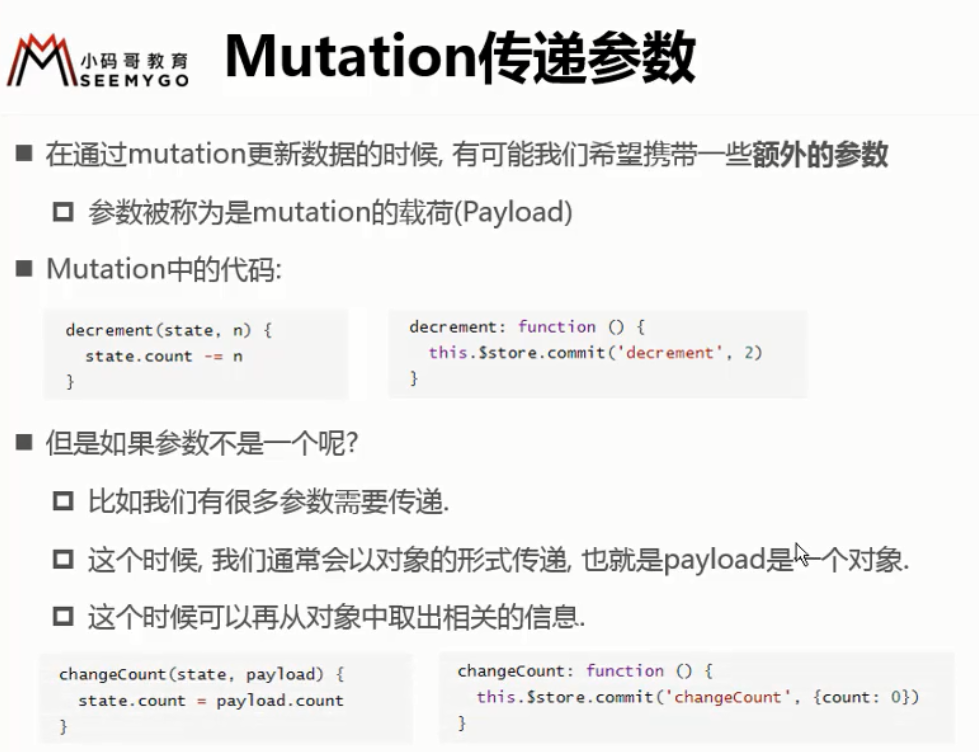 小码哥教育
SEEMYGO
Mutation传递参数
在通过mutation更新数据的时候, 有可能我们希望携带一些额外的参数
参数被称为是mutation的载荷(Payload)
Mutation中的代码:
decrement(state, n) {
  state.count -= n
}
decrement: function () {
  this.$store.commit('decrement', 2)
}
但是如果参数不是一个呢?
比如我们有很多参数需要传递.
这个时候, 我们通常会以对象的形式传递, 也就是payload是一个对象.
这个时候可以再从对象中取出相关的信息.
changeCount(state, payload) {
  state.count = payload.count
}
changeCount: function () {
  this.$store.commit('changeCount', {count: 0})
}